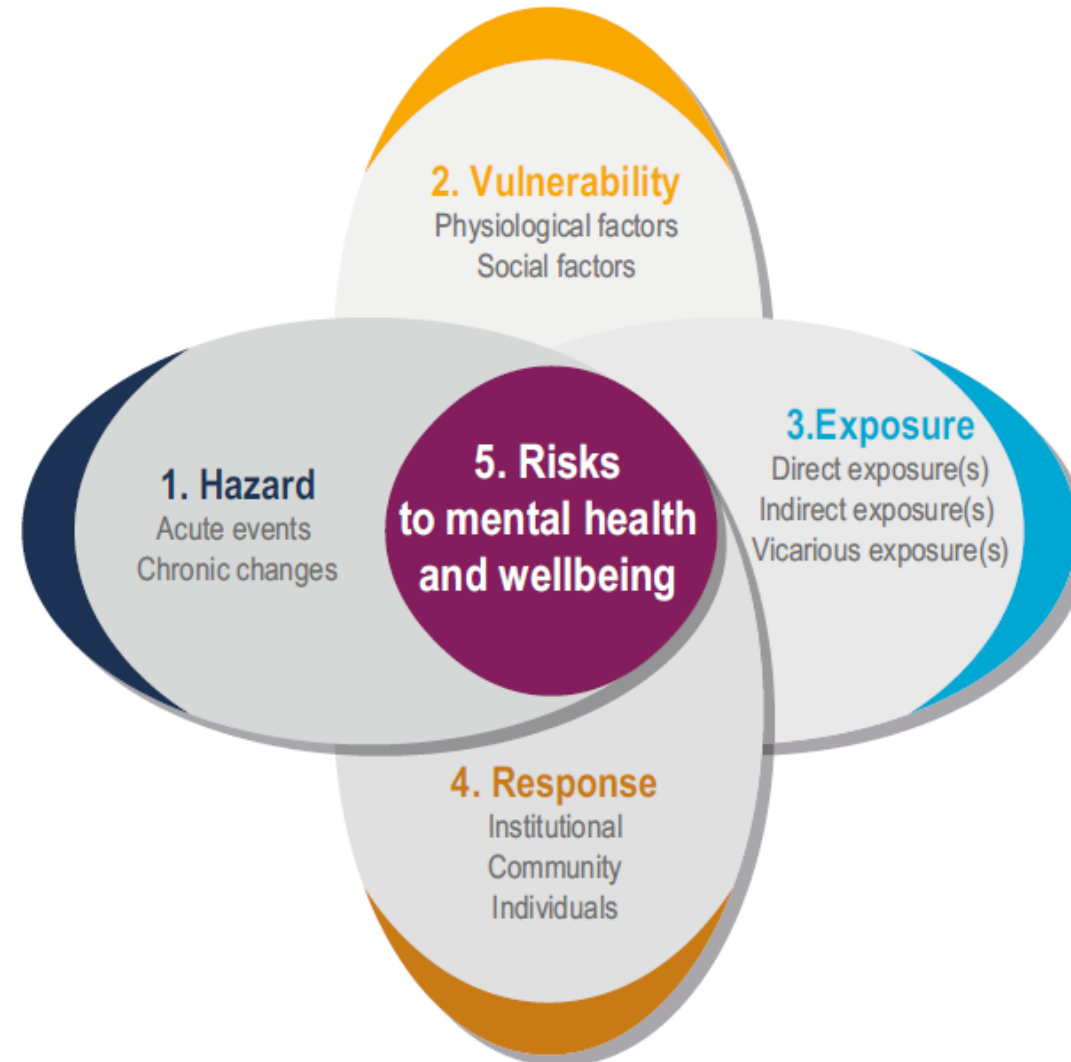 2. Vulnerability
Physiological factors
Social factors
1. Hazard
Acute events
Chronic changes
5. Risks
to mental health
and wellbeing
3.Exposure
Direct exposure(s)
Indirect exposure(s)
Vicarious exposure(s)
4. Response
Institutional
Community
Individuals